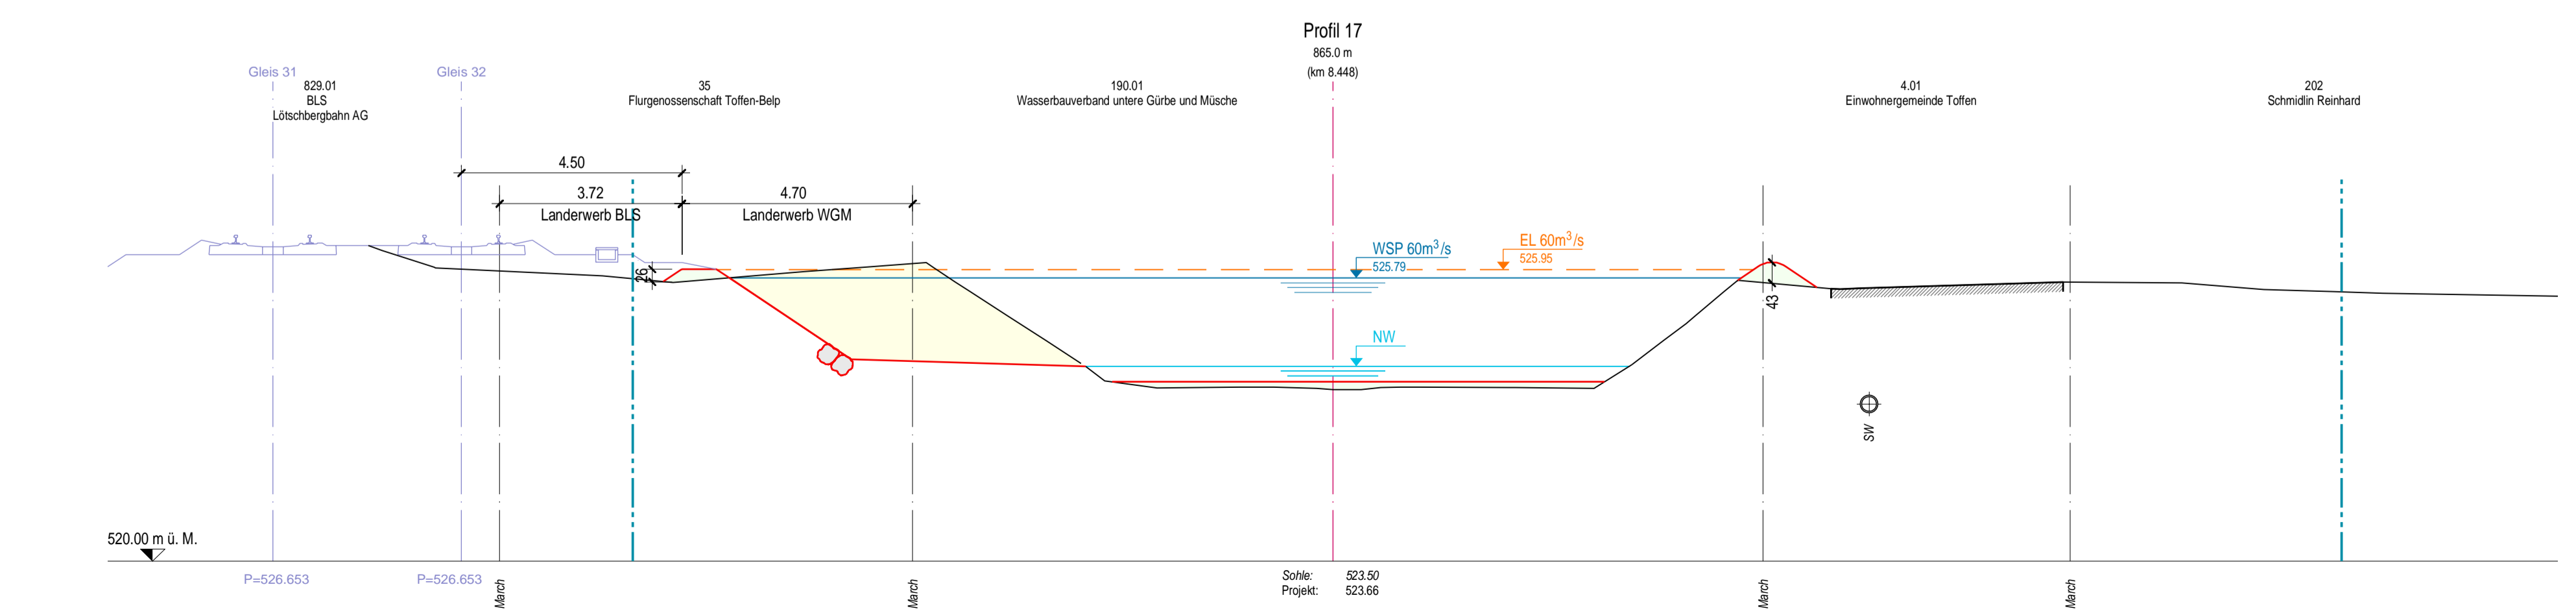 Profil 17
865.0 m
(km 8.448)
Gleis 31
Gleis 32
829.01
BLS
Lötschbergbahn AG
35
Flurgenossenschaft Toffen-Belp
190.01
Wasserbauverband untere Gürbe und Müsche
4.01
Einwohnergemeinde Toffen
202
Schmidlin Reinhard
4.50
3.72
4.70
Landerwerb BLS
Landerwerb WGM
WSP 60m³/s
525.79
EL 60m³/s
525.95
26
43
NW
SW
520.00 m ü. M.
P=526.653
P=526.653
March
March
Sohle: 523.50
Projekt: 523.66
March
March